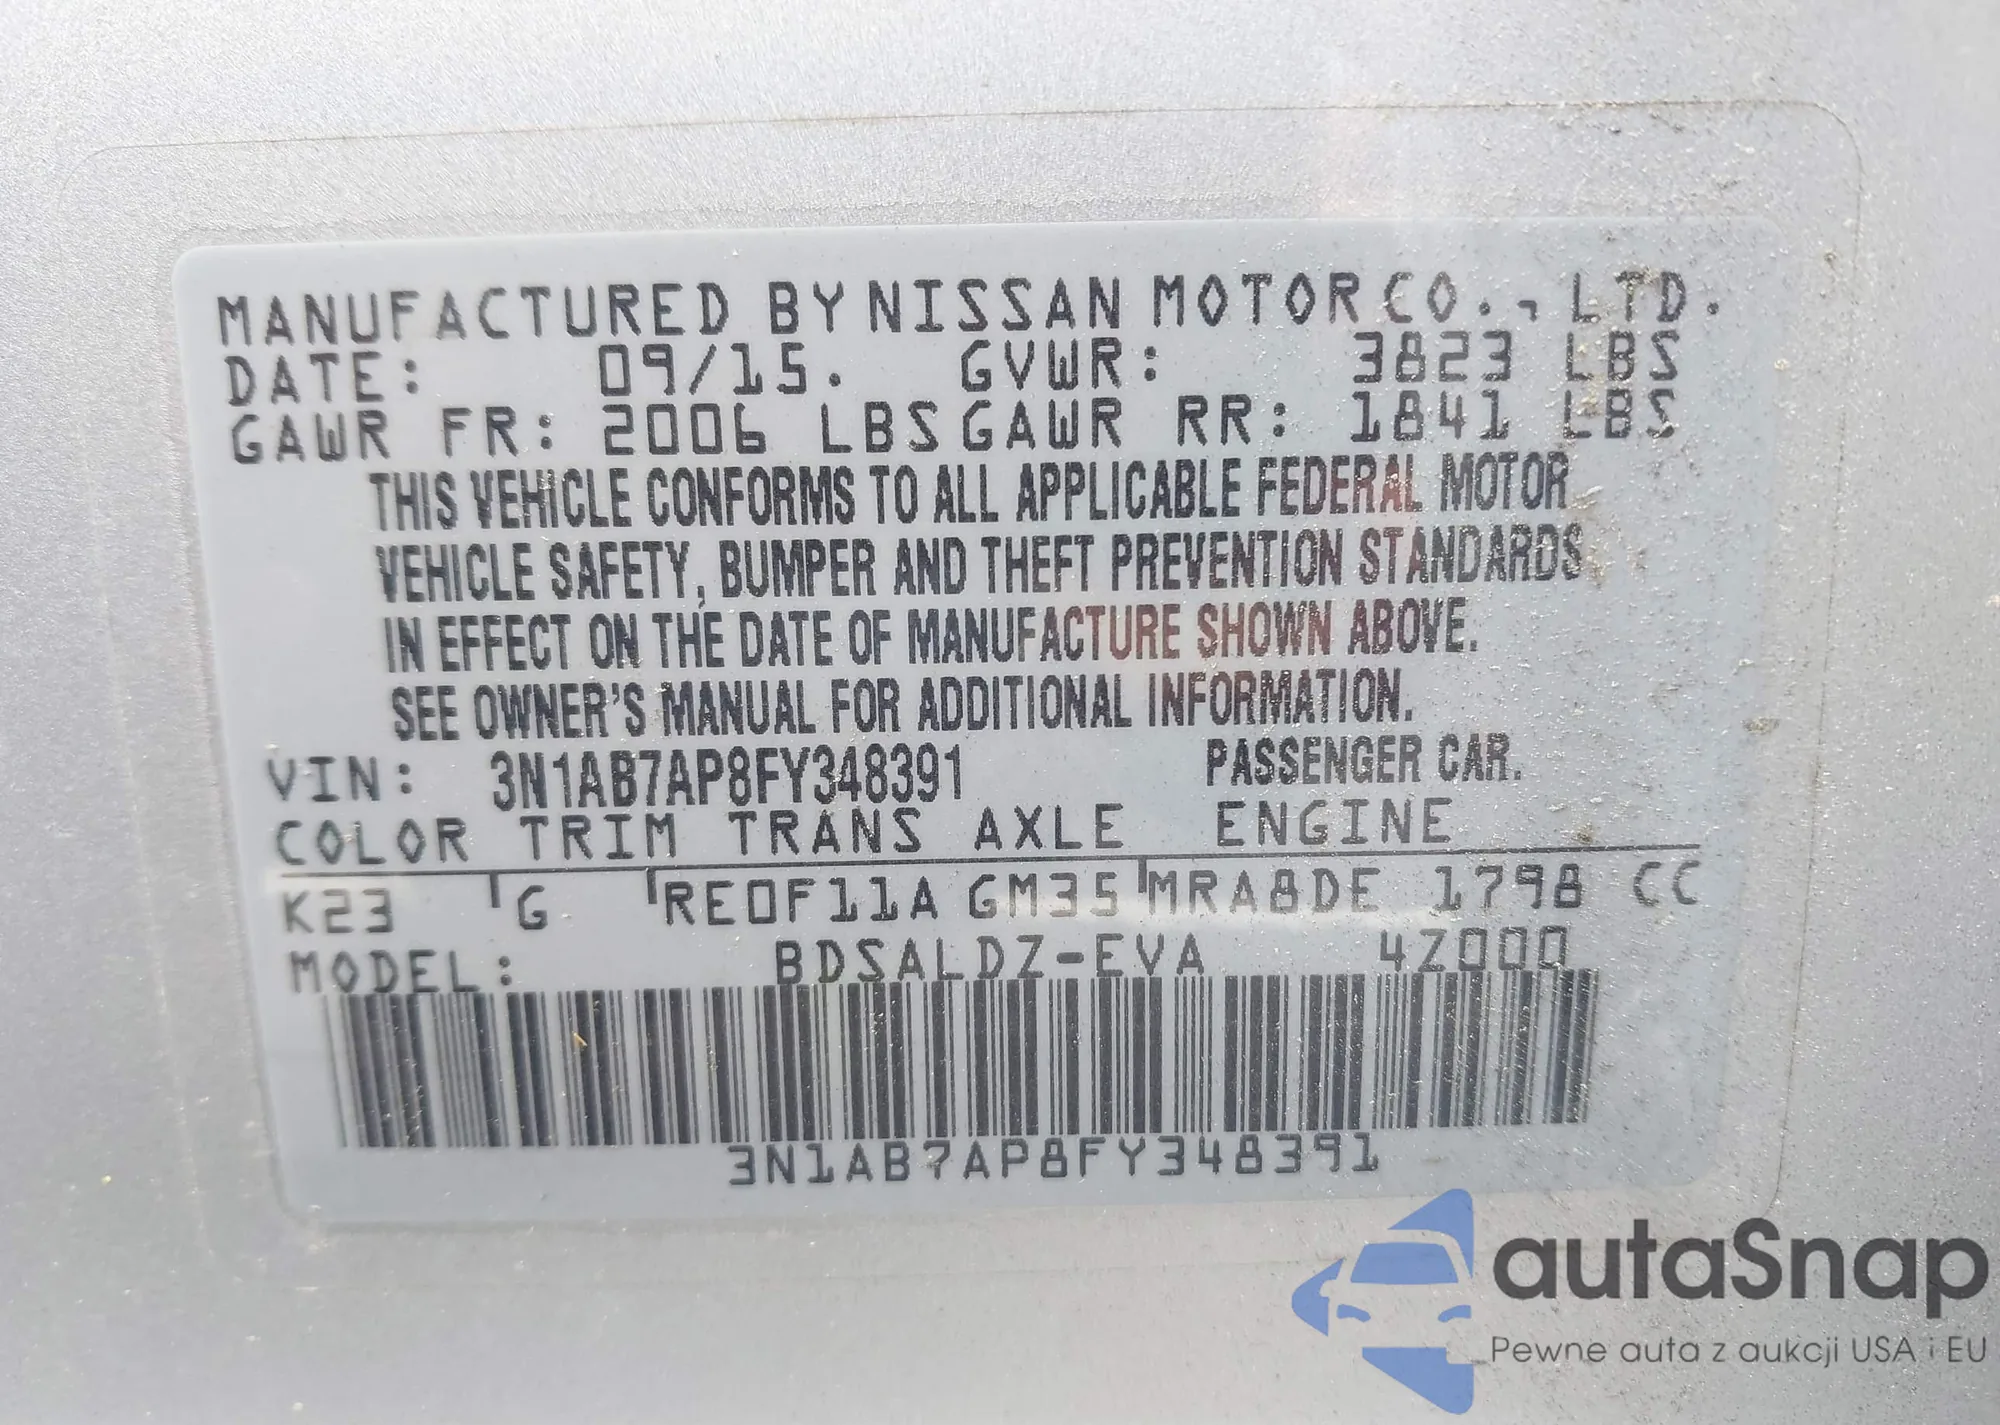 MANUFACTURED BY NISSAN MOTOR CO., LTD.
DATE: 09/15. GVWR: 3823 LBS
GAWR FR: 2006 LBS GAWR RR: 1841 LBS
THIS VEHICLE CONFORMS TO ALL APPLICABLE FEDERAL MOTOR
VEHICLE SAFETY, BUMPER AND THEFT PREVENTION STANDARDS
IN EFFECT ON THE DATE OF MANUFACTURE SHOWN ABOVE.
SEE OWNER'S MANUAL FOR ADDITIONAL INFORMATION.
VIN: 3N1AB7AP8FY348391 PASSENGER CAR.
COLOR TRIM TRANS AXLE ENGINE
K23 G RE0F11A GM35 MRA8DE 1798 CC
MODEL: BDSALDZ-EVA 4Z000
3N1AB7AP8FY348391
autaSnap
Pewne auta z aukcji USA i EU